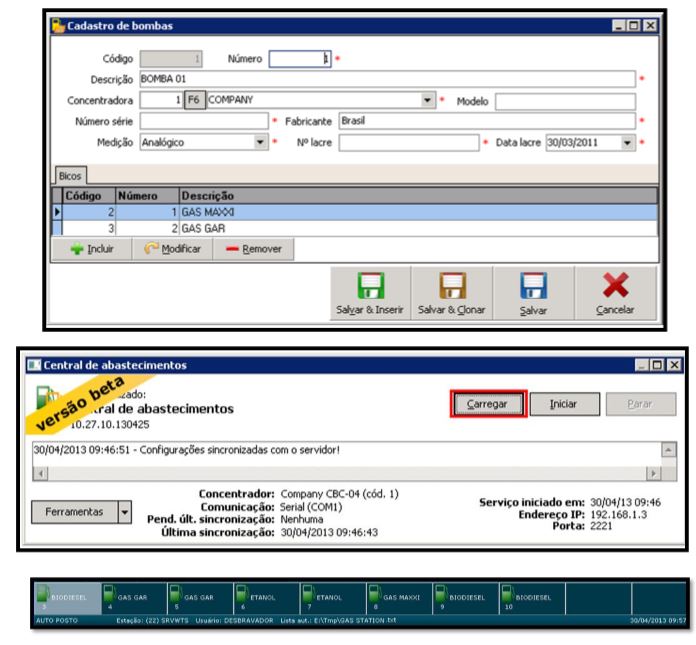 Cadastro de bombas
Código 1 Número 1 *
Descrição BOMBA 01 *
Concentradora 1 F6 COMPANY * Modelo
Número série * Fabricante Brasil *
Medição Analógico * Nº lacre * Data lacre 30/03/2011 *
Bicos
Código Número Descrição
2 1 GAS MAXXI
3 2 GAS GAR
Incluir Modificar Remover
Salvar & Inserir Salvar & Clonar Salvar Cancelar
Central de abastecimentos
versão beta
Central de abastecimentos
10.27.10.130425
Carregar Iniciar Parar
30/04/2013 09:46:51 - Configurações sincronizadas com o servidor!
Ferramentas
Concentrador: Company CBC-04 (cód. 1)
Comunicação: Serial (COM1)
Pend. últ. sincronização: Nenhuma
Última sincronização: 30/04/2013 09:46:43
Serviço iniciado em: 30/04/13 09:46
Endereço IP: 192.168.1.3
Porta: 2221
BIODIESEL GAS GAR GAS GAR ETANOL ETANOL GAS MAXXI BIODIESEL BIODIESEL
3 4 5 6 7 8 9 10
AUTO POSTO Estação: (22) SRVWTS Usuário: DESBRAVADOR Lista aut.: E:\Tmp\GAS STATION.txt 30/04/2013 09:57